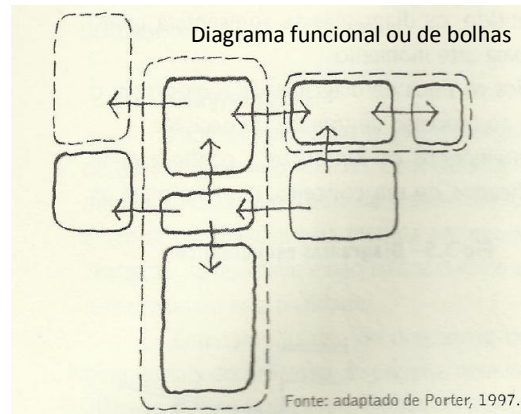 Diagrama funcional ou de bolhas
Fonte: adaptado de Porter, 1997.